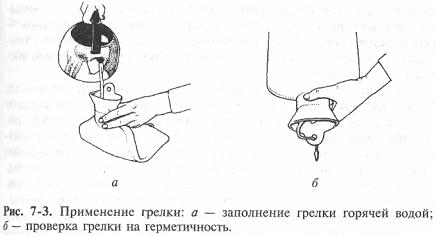 а
б
Рис. 7-3. Применение грелки: а — заполнение грелки горячей водой;
б — проверка грелки на герметичность.